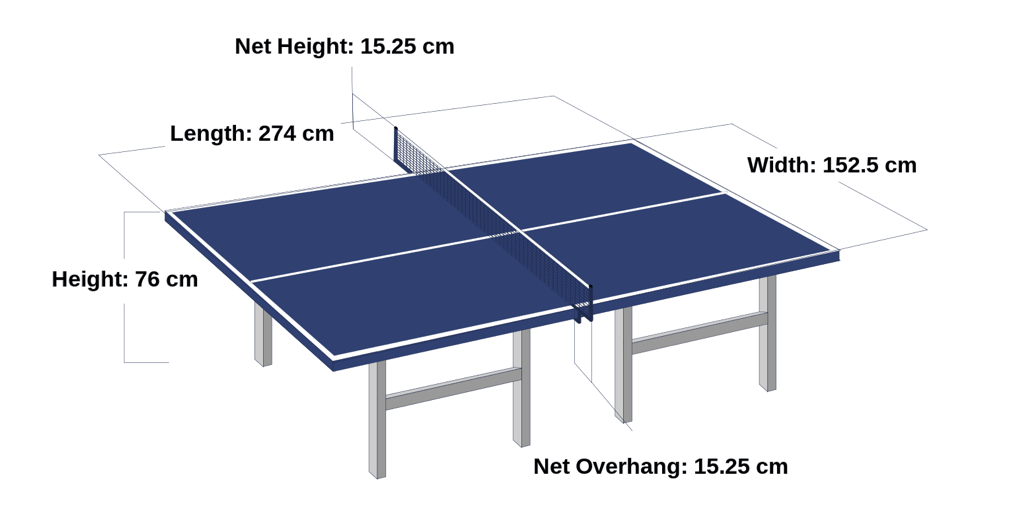 Net Height: 15.25 cm
Length: 274 cm
Width: 152.5 cm
Height: 76 cm
Net Overhang: 15.25 cm